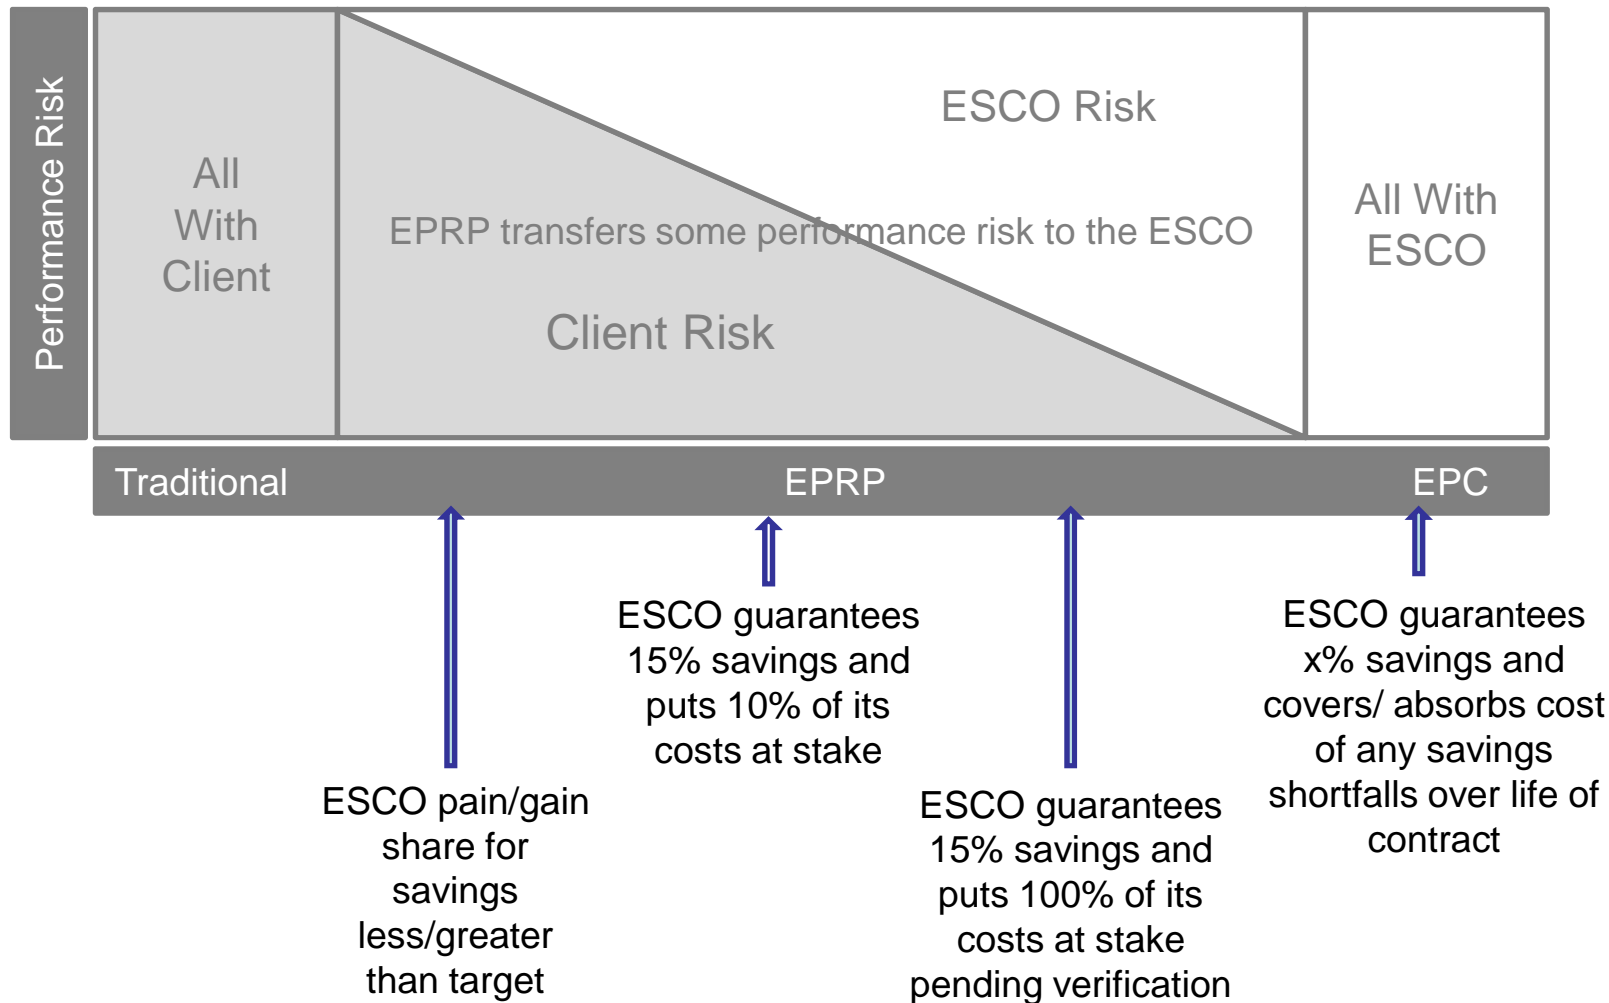 Performance Risk
All
With
Client
ESCO Risk
EPRP transfers some performance risk to the ESCO
Client Risk
All With
ESCO
Traditional
EPRP
EPC
ESCO pain/gain
share for
savings
less/greater
than target
ESCO guarantees
15% savings and
puts 10% of its
costs at stake
ESCO guarantees
15% savings and
puts 100% of its
costs at stake
pending verification
ESCO guarantees
x% savings and
covers/ absorbs cost
of any savings
shortfalls over life of
contract